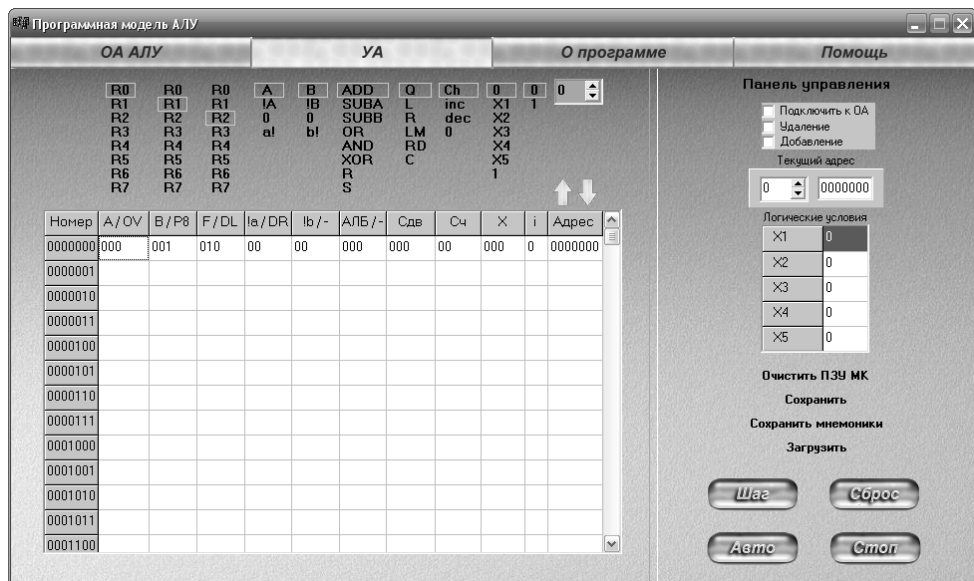 Программная модель АЛУ
ОА АЛУ УА О программе Помощь
R0 R0 R0 A B ADD Q Ch 0 0 0
R1 R1 R1 !A !B SUBA L inc X1 1
R2 R2 R2 0 0 SUBB R dec X2
R3 R3 R3 a! b! OR LM 0 X3
R4 R4 R4 AND RD X4
R5 R5 R5 XOR C X5
R6 R6 R6 R 1
R7 R7 R7 S
Номер A/OV B/P8 F/DL !a/DR !b/- АЛБ/- Сдв Сч X i Адрес
0000000 000 001 010 00 00 000 000 00 000 0 0000000
0000001
0000010
0000011
0000100
0000101
0000110
0000111
0001000
0001001
0001010
0001011
0001100
Панель управления
Подключить к ОА
Удаление
Добавление
Текущий адрес
0 0000000
Логические условия
X1 0
X2 0
X3 0
X4 0
X5 0
Очистить ПЗУ МК
Сохранить
Сохранить мнемоники
Загрузить
Шаг Сброс
Авто Стоп